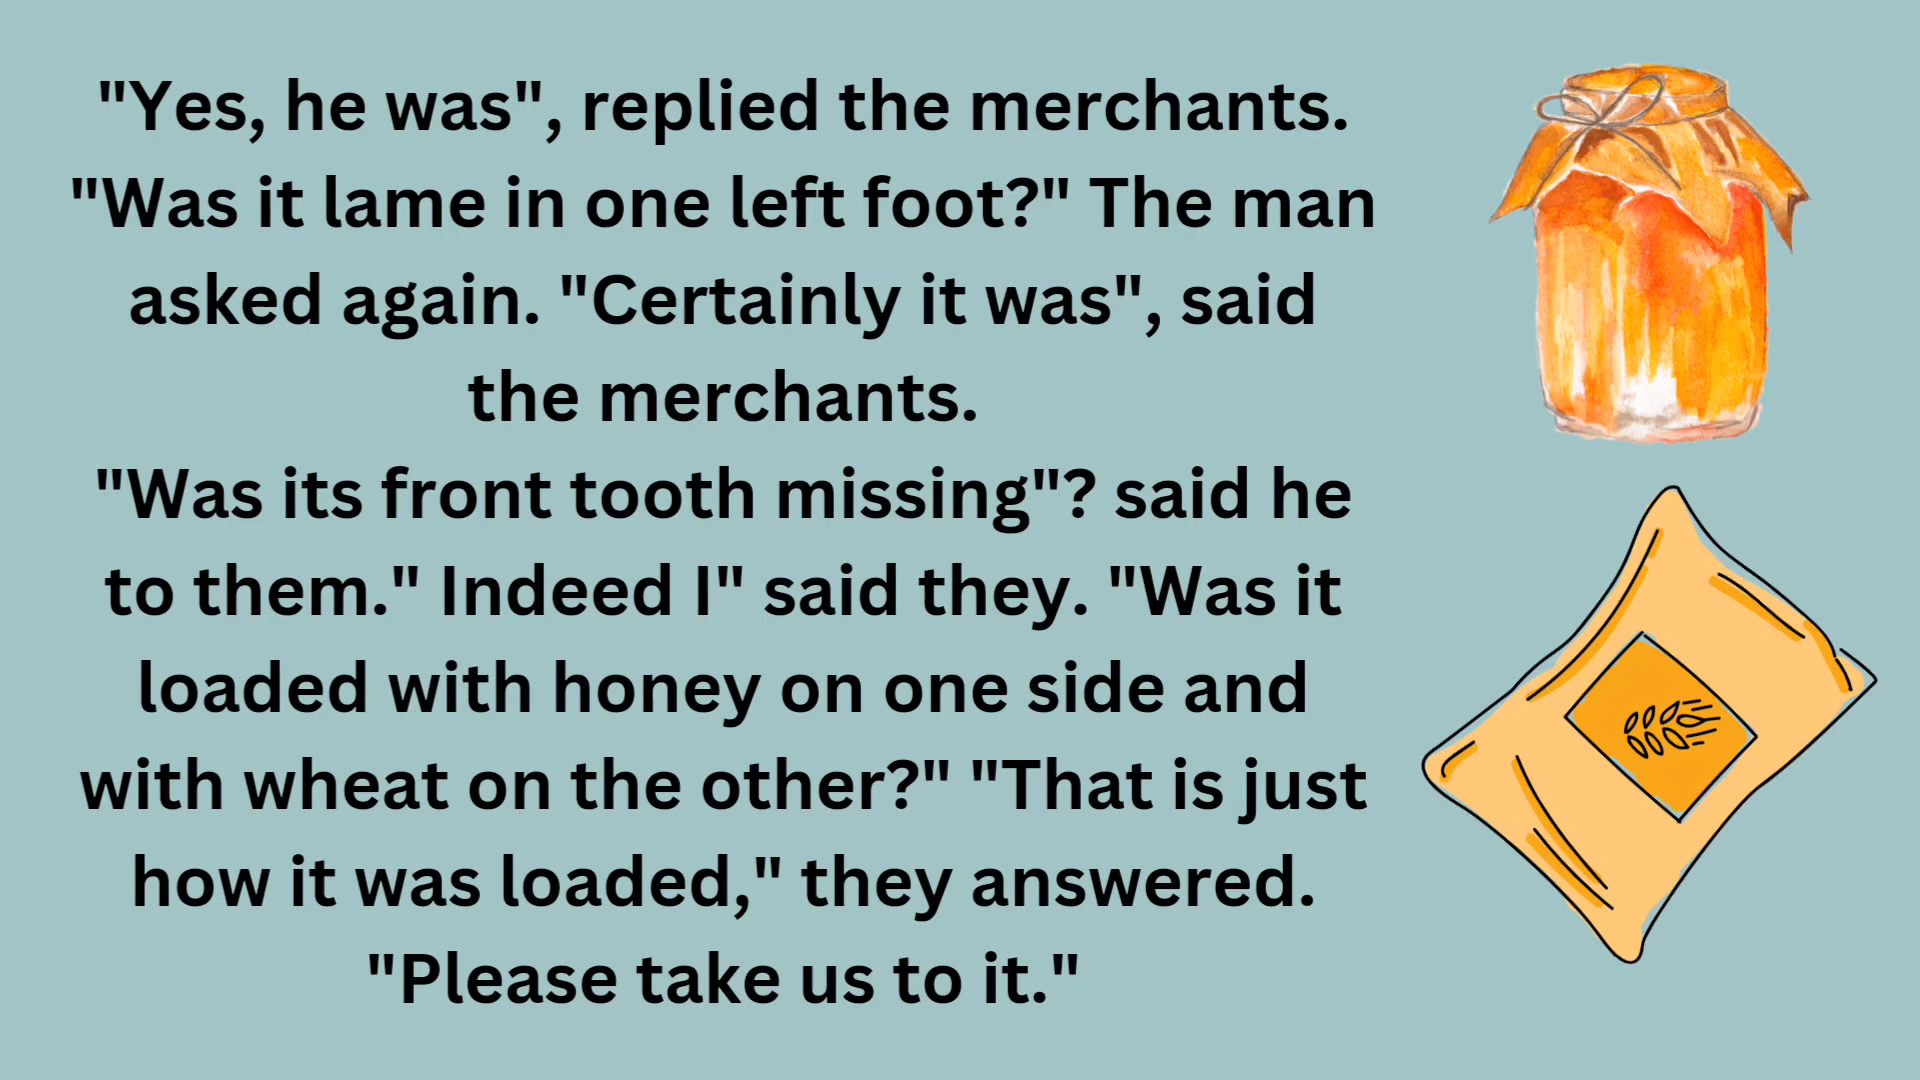 "Yes, he was", replied the merchants.
"Was it lame in one left foot?" The man
asked again. "Certainly it was", said
the merchants.
"Was its front tooth missing"? said he
to them." Indeed I" said they. "Was it
loaded with honey on one side and
with wheat on the other?" "That is just
how it was loaded," they answered.
"Please take us to it."